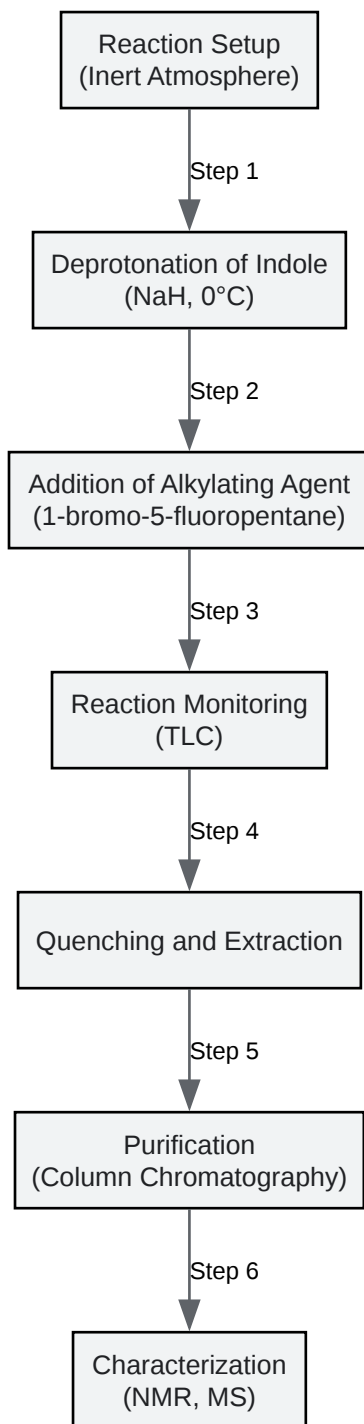 Reaction Setup
(Inert Atmosphere)
Step 1
Deprotonation of Indole
(NaH, 0°C)
Step 2
Addition of Alkylating Agent
(1-bromo-5-fluoropentane)
Step 3
Reaction Monitoring
(TLC)
Step 4
Quenching and Extraction
Step 5
Purification
(Column Chromatography)
Step 6
Characterization
(NMR, MS)